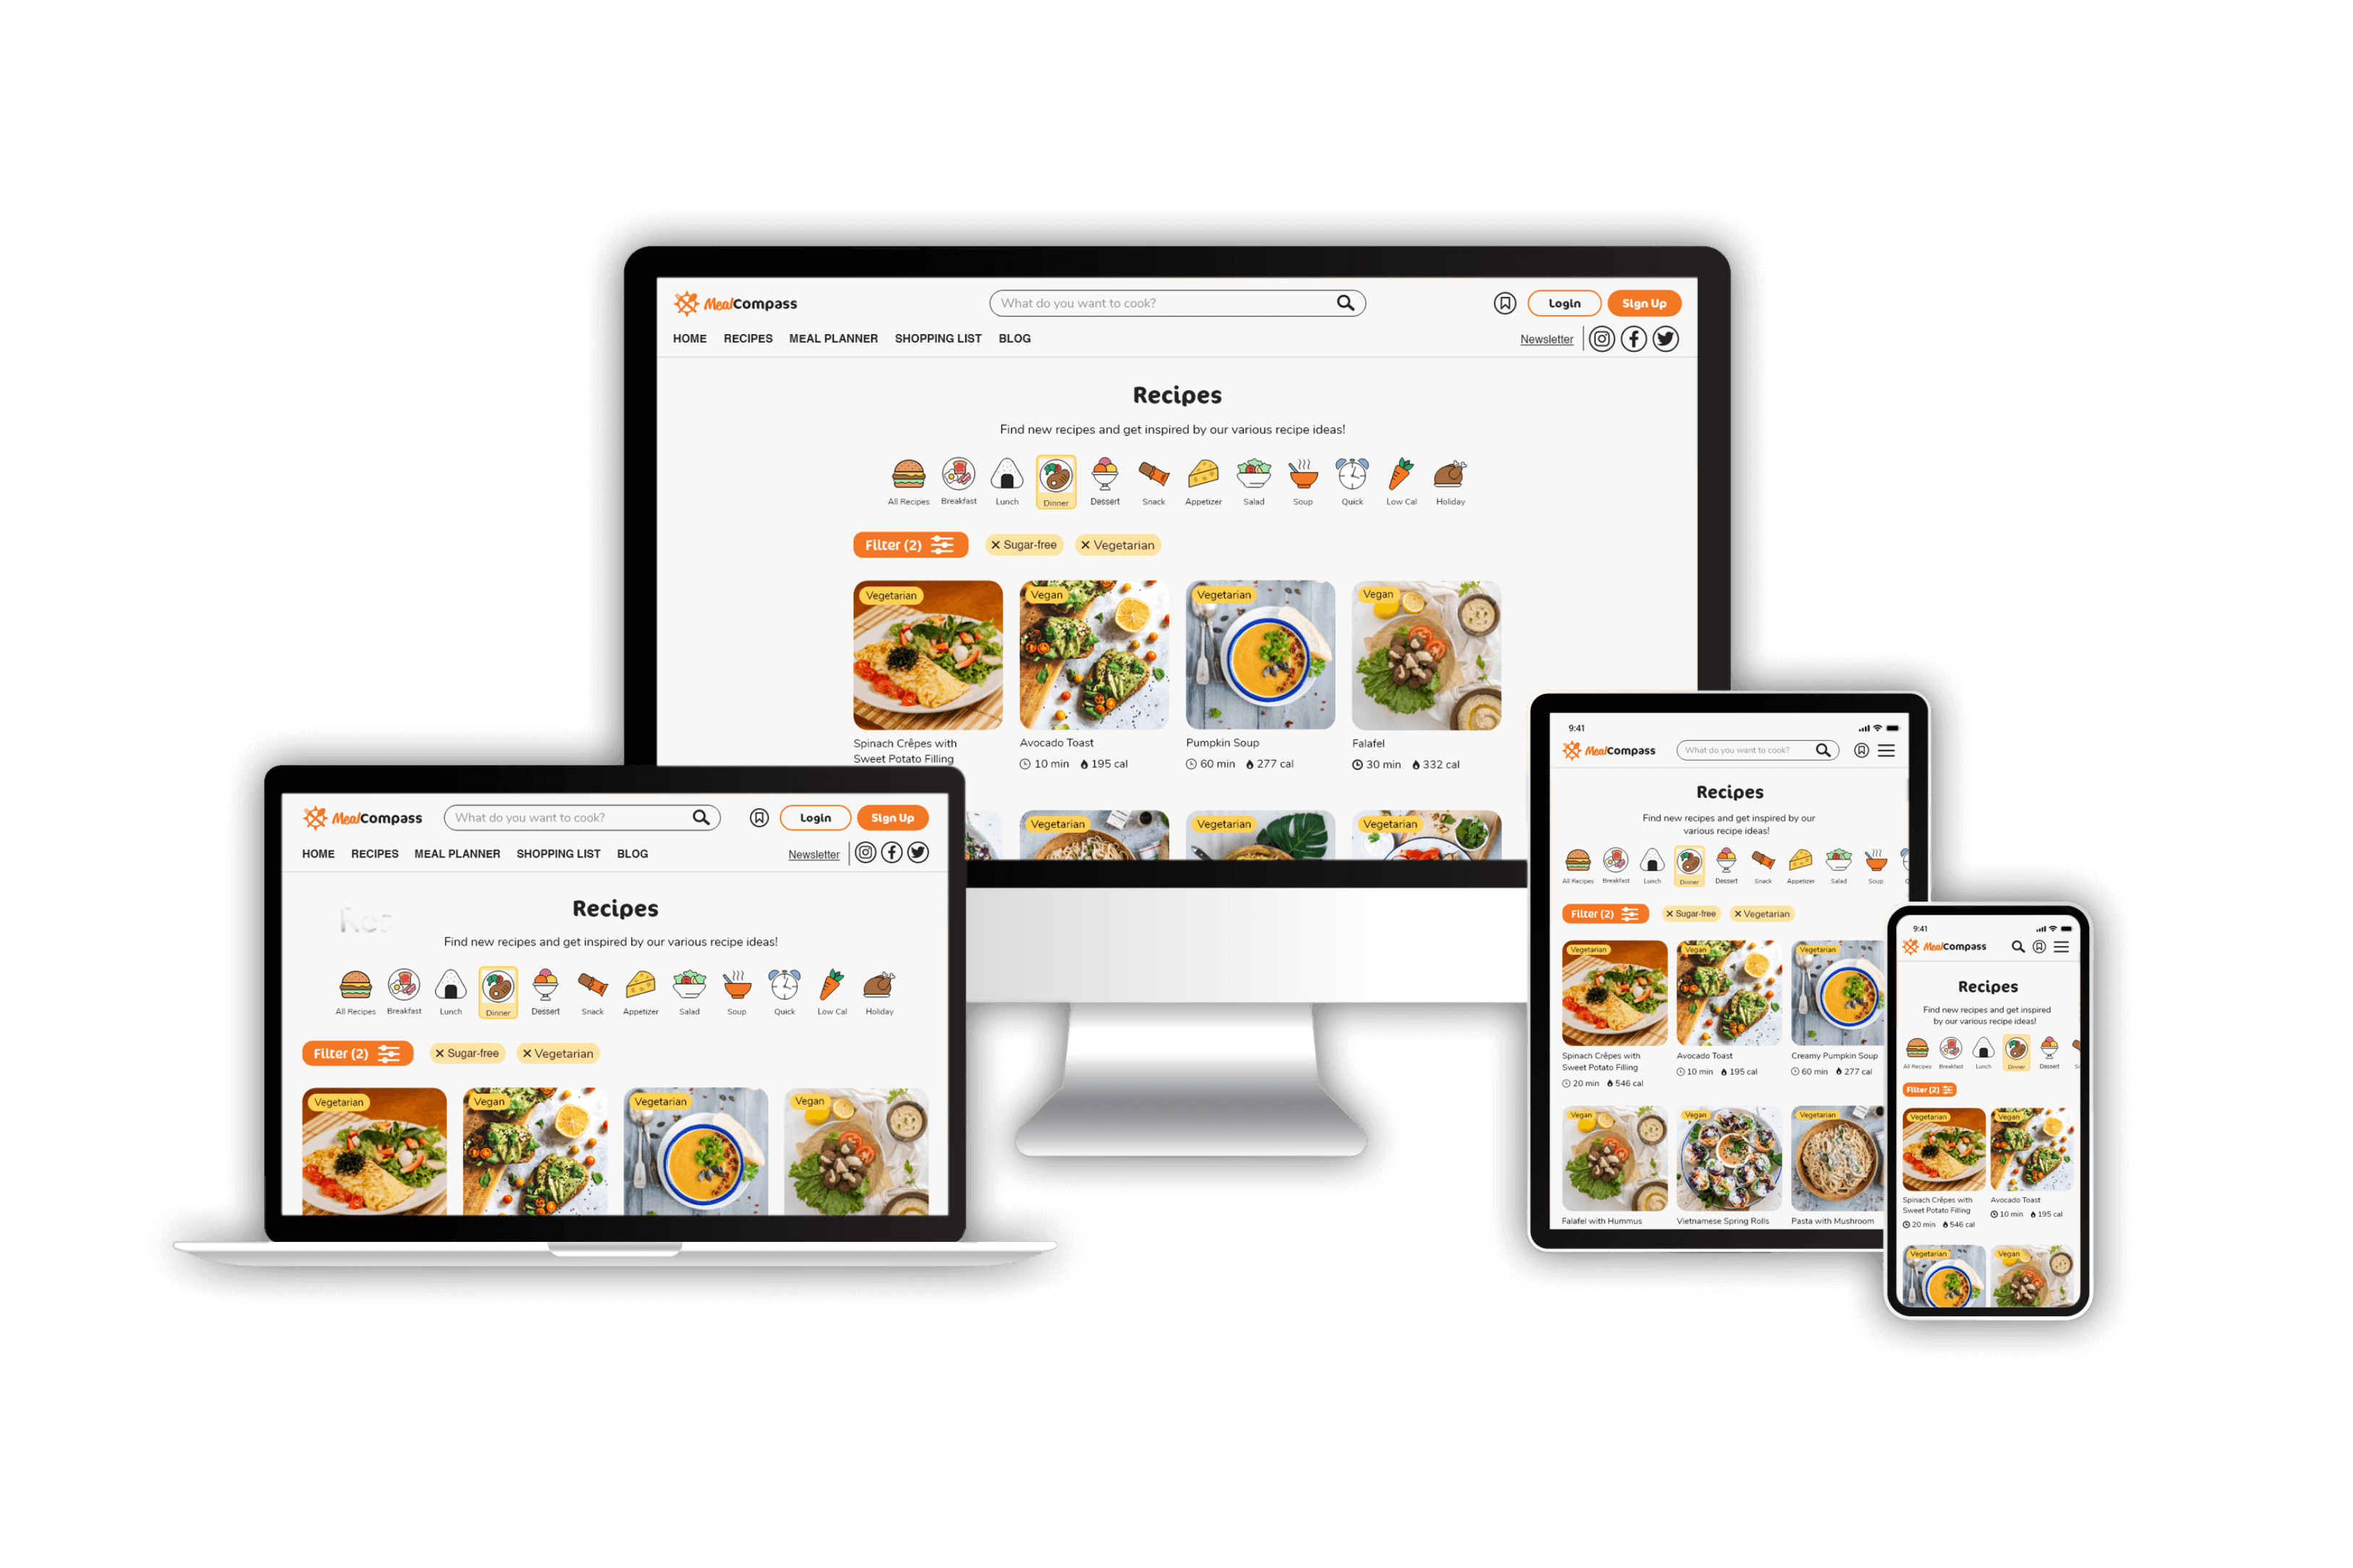 MealCompass
What do you want to cook?
Login
Sign Up
HOME RECIPES MEAL PLANNER SHOPPING LIST BLOG
Newsletter
Recipes
Find new recipes and get inspired by our various recipe ideas!
All Recipes Breakfast Lunch Dinner Dessert Snack Appetizer Salad Soup Quick Low Cal Holiday
Filter (2) × Sugar-free × Vegetarian
Vegetarian Vegan Vegetarian Vegan
Spinach Crêpes with
Sweet Potato Filling
Avocado Toast
10 min 195 cal
Pumpkin Soup
60 min 277 cal
Falafel
30 min 332 cal
Vegetarian Vegetarian Vegetarian
MealCompass
What do you want to cook?
Login
Sign Up
HOME RECIPES MEAL PLANNER SHOPPING LIST BLOG
Newsletter
Recipes
Find new recipes and get inspired by our various recipe ideas!
All Recipes Breakfast Lunch Dinner Dessert Snack Appetizer Salad Soup Quick Low Cal Holiday
Filter (2) × Sugar-free × Vegetarian
Vegetarian Vegan Vegetarian Vegan
9:41
MealCompass
What do you want to cook?
Recipes
Find new recipes and get inspired by our
various recipe ideas!
All Recipes Breakfast Lunch Dinner Dessert Snack Appetizer Salad Soup
Filter (2) × Sugar-free × Vegetarian
Vegetarian Vegan Vegetarian
Spinach Crêpes with
Sweet Potato Filling
20 min 546 cal
Avocado Toast
10 min 195 cal
Creamy Pumpkin Soup
60 min 277 cal
Vegan Vegan Vegetarian
Falafel with Hummus
Vietnamese Spring Rolls
Pasta with Mushroom
9:41
MealCompass
Recipes
Find new recipes and get inspired
by our various recipe ideas!
All Recipes Breakfast Lunch Dinner Dessert
Filter (2)
Vegetarian Vegan
Spinach Crêpes with
Sweet Potato Filling
20 min 546 cal
Avocado Toast
10 min 195 cal
Vegetarian Vegan